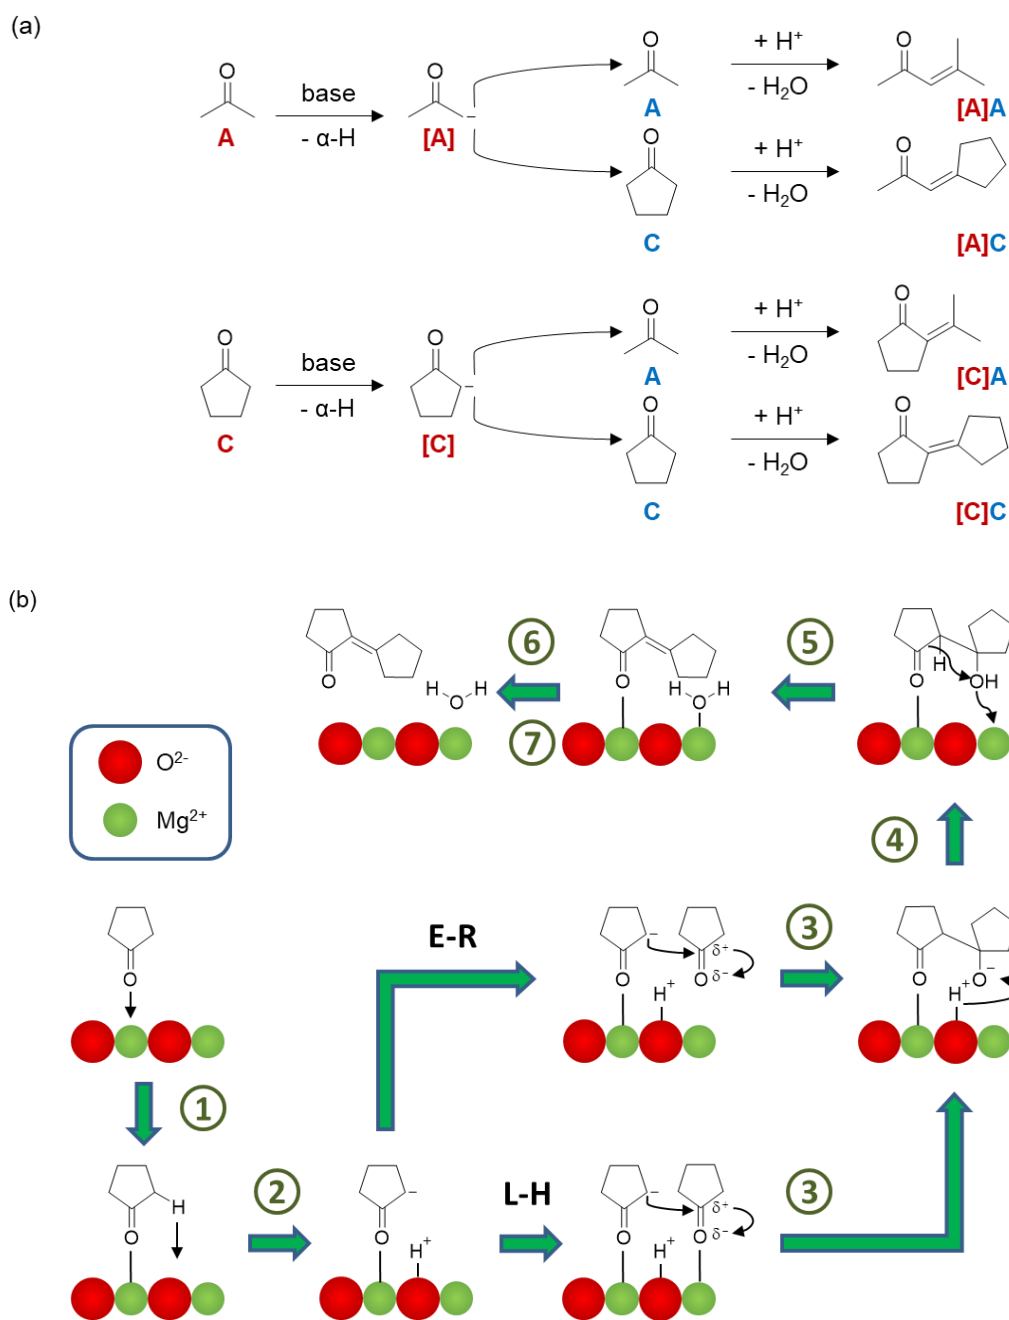 (a)
O
A
base
- α-H
O
[A]
O
A
+ H⁺
- H₂O
O
[A]A
O
C
+ H⁺
- H₂O
O
[A]C
O
C
base
- α-H
O
[C]
O
A
+ H⁺
- H₂O
O
[C]A
O
C
+ H⁺
- H₂O
O
[C]C
(b)
O
H O H
6
7
O
H O H
5
O
H
OH
O²⁻
Mg²⁺
4
O
E-R
O
H⁺
O
δ⁺
δ⁻
3
O
H⁺
O⁻
1
O
H
2
O
H⁺
L-H
O
H⁺
O
δ⁺
δ⁻
3